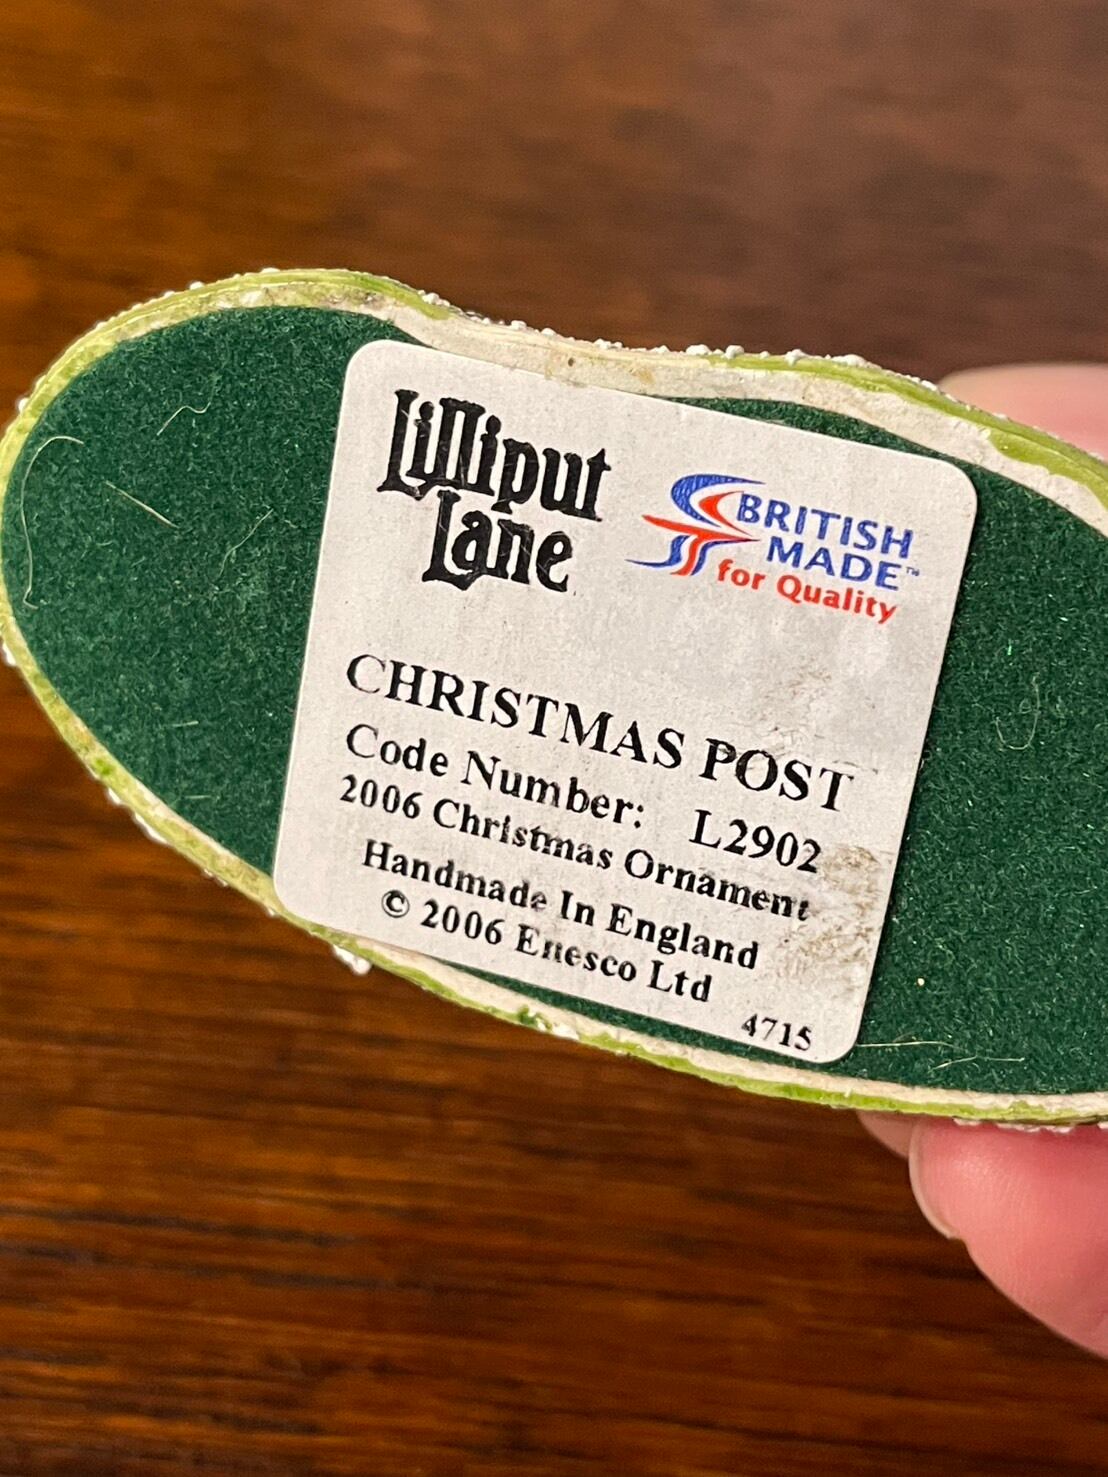 Lilliput
Lane
BRITISH
MADE™
for Quality
CHRISTMAS POST
Code Number: L2902
2006 Christmas Ornament
Handmade In England
© 2006 Enesco Ltd
4715